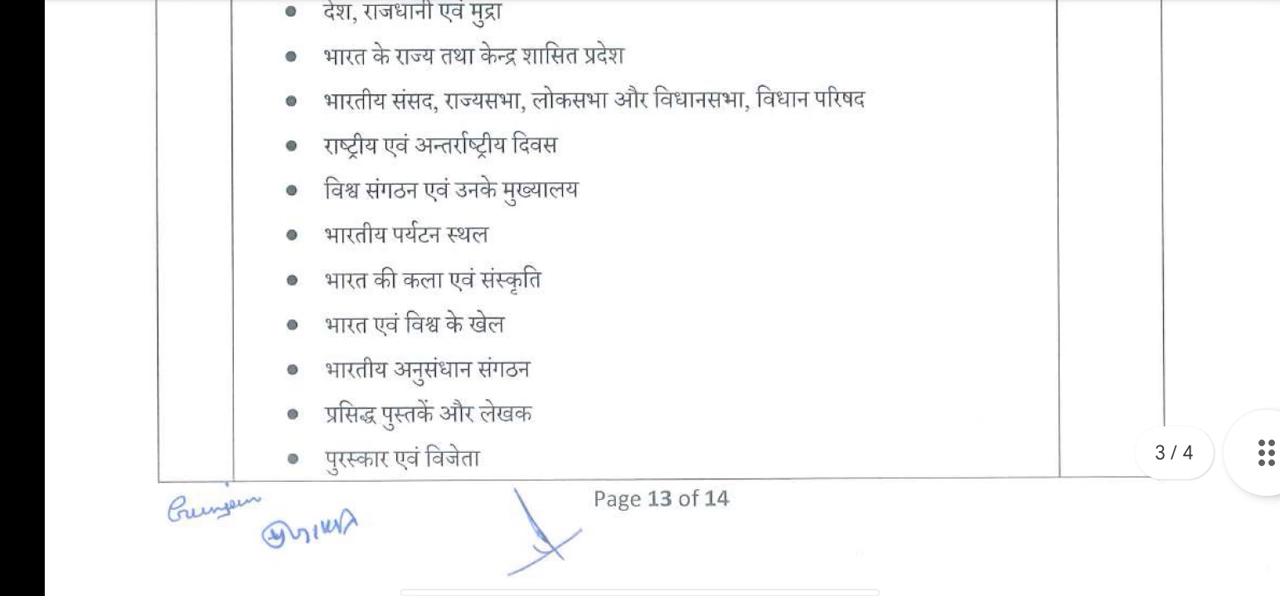 • देश, राजधानी एवं मुद्रा
• भारत के राज्य तथा केन्द्र शासित प्रदेश
• भारतीय संसद, राज्यसभा, लोकसभा और विधानसभा, विधान परिषद
• राष्ट्रीय एवं अन्तर्राष्ट्रीय दिवस
• विश्व संगठन एवं उनके मुख्यालय
• भारतीय पर्यटन स्थल
• भारत की कला एवं संस्कृति
• भारत एवं विश्व के खेल
• भारतीय अनुसंधान संगठन
• प्रसिद्ध पुस्तकें और लेखक
• पुरस्कार एवं विजेता
3 / 4
Page 13 of 14